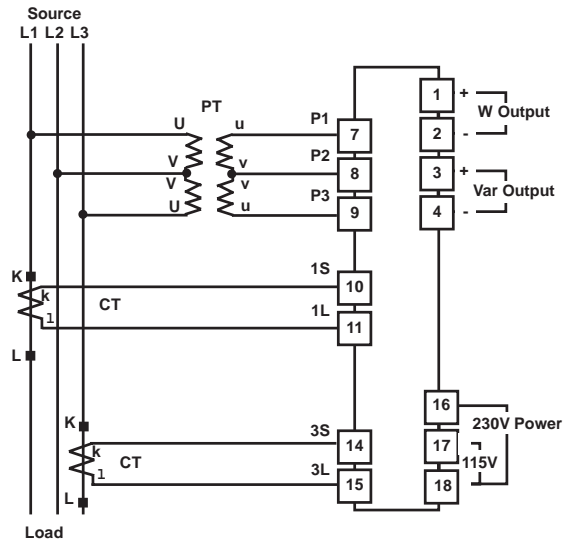 Source
L1 L2 L3
PT
U
u
P1
7
V
v
P2
8
V
v
U
u
P3
9
1
+
W Output
2
-
3
+
Var Output
4
-
K
k
CT
1S
10
l
1L
11
L
K
k
CT
3S
14
l
3L
15
L
16
230V Power
17
115V
18
Load